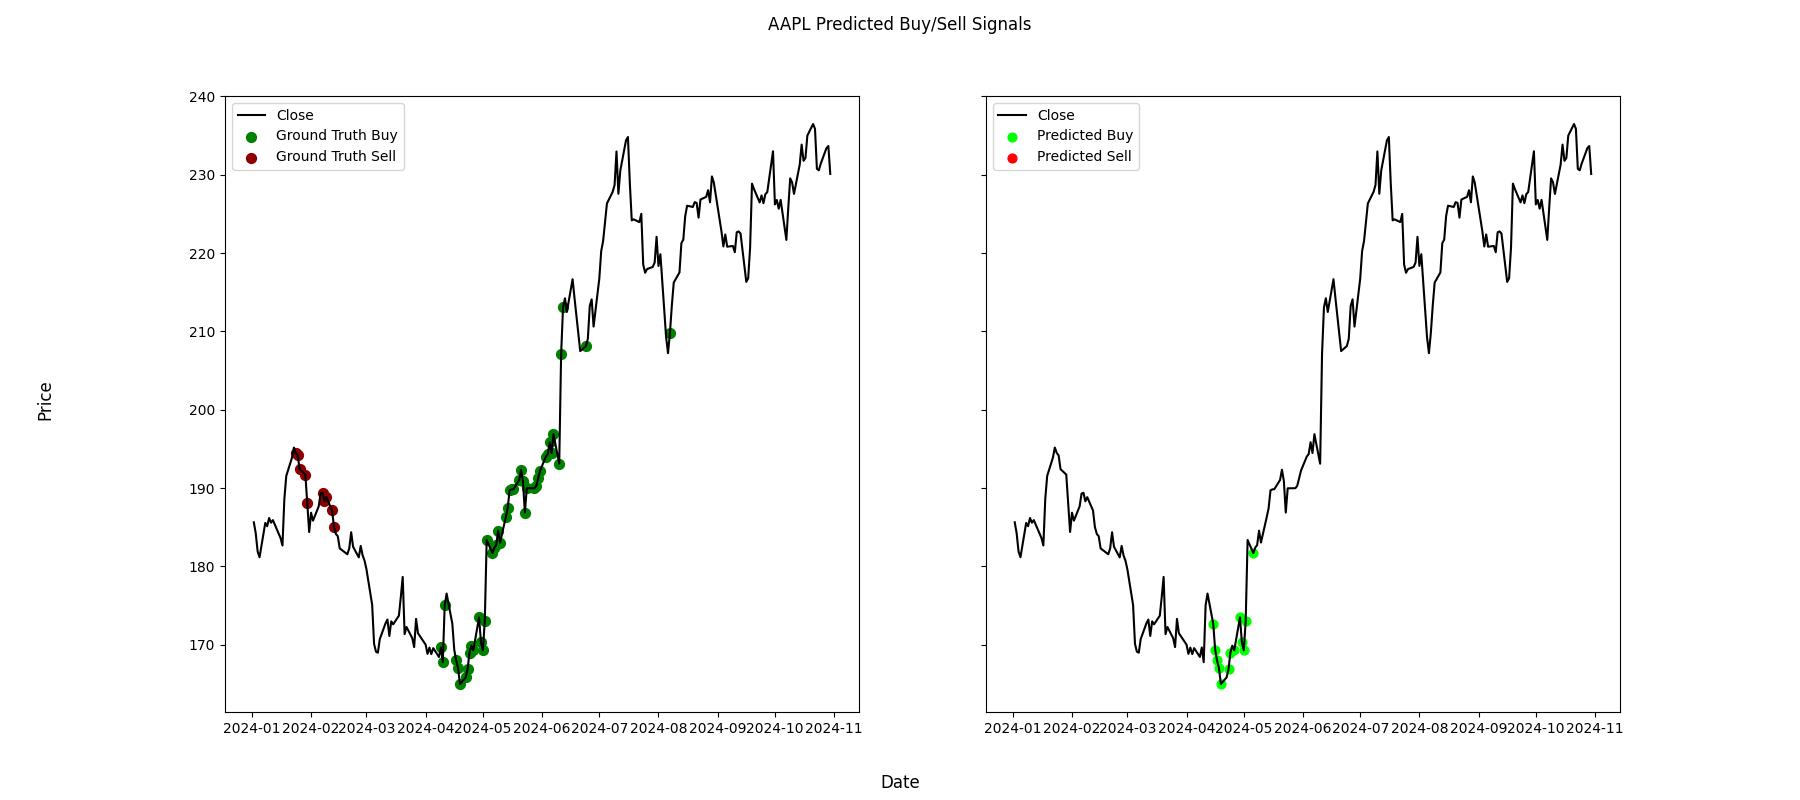 AAPL Predicted Buy/Sell Signals
Close
Ground Truth Buy
Ground Truth Sell
Close
Predicted Buy
Predicted Sell
240
230
220
210
200
190
180
170
Price
2024-01 2024-02 2024-03 2024-04 2024-05 2024-06 2024-07 2024-08 2024-09 2024-10 2024-11
2024-01 2024-02 2024-03 2024-04 2024-05 2024-06 2024-07 2024-08 2024-09 2024-10 2024-11
Date